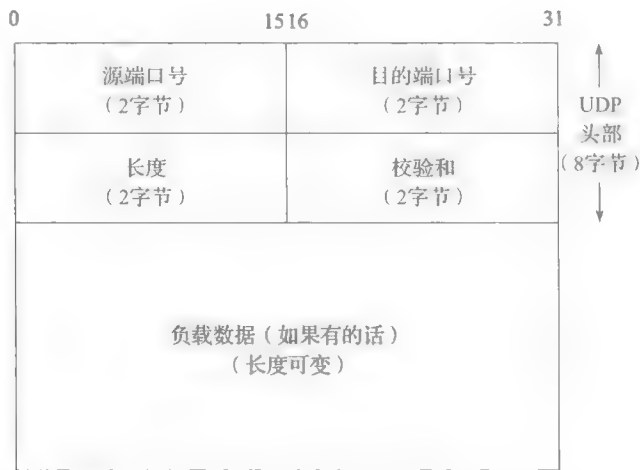 0 15 16 31
源端口号
（2字节）
目的端口号
（2字节）
UDP
头部
（8字节）
长度
（2字节）
校验和
（2字节）
负载数据（如果有的话）
（长度可变）